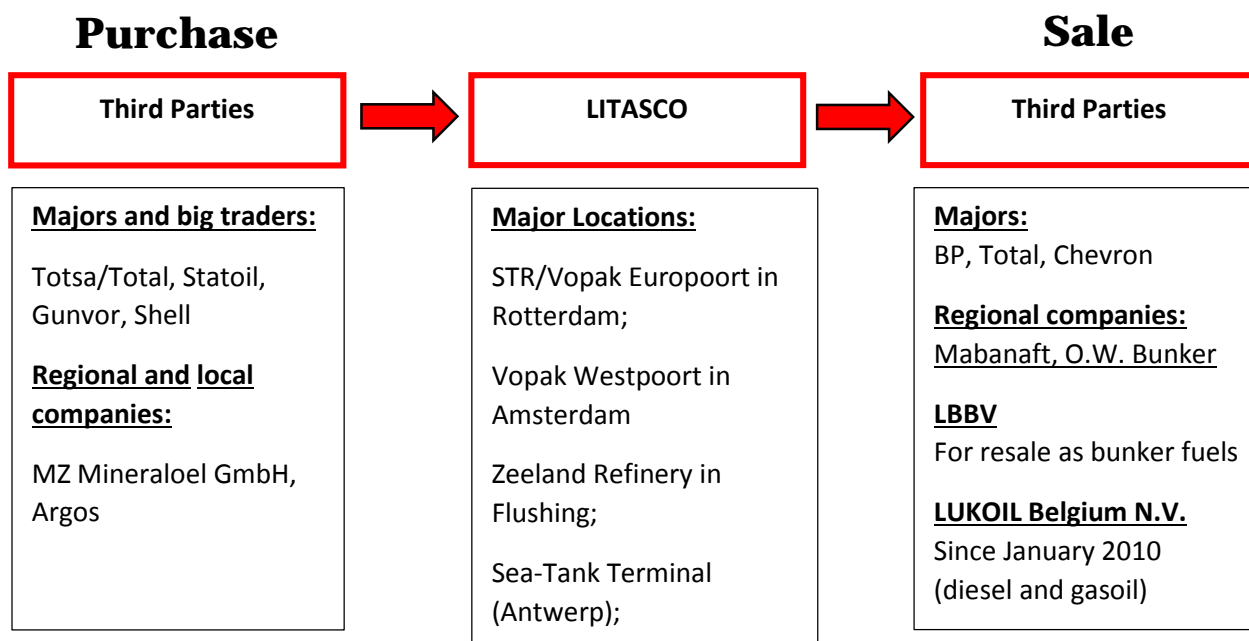 Purchase
Sale
Third Parties
LITASCO
Third Parties
Majors and big traders:
Totsa/Total, Statoil,
Gunvor, Shell
Regional and local
companies:
MZ Mineraloel GmbH,
Argos
Major Locations:
STR/Vopak Europoort in
Rotterdam;
Vopak Westpoort in
Amsterdam
Zeeland Refinery in
Flushing;
Sea-Tank Terminal
(Antwerp);
Majors:
BP, Total, Chevron
Regional companies:
Mabanaft, O.W. Bunker
LBBV
For resale as bunker fuels
LUKOIL Belgium N.V.
Since January 2010
(diesel and gasoil)